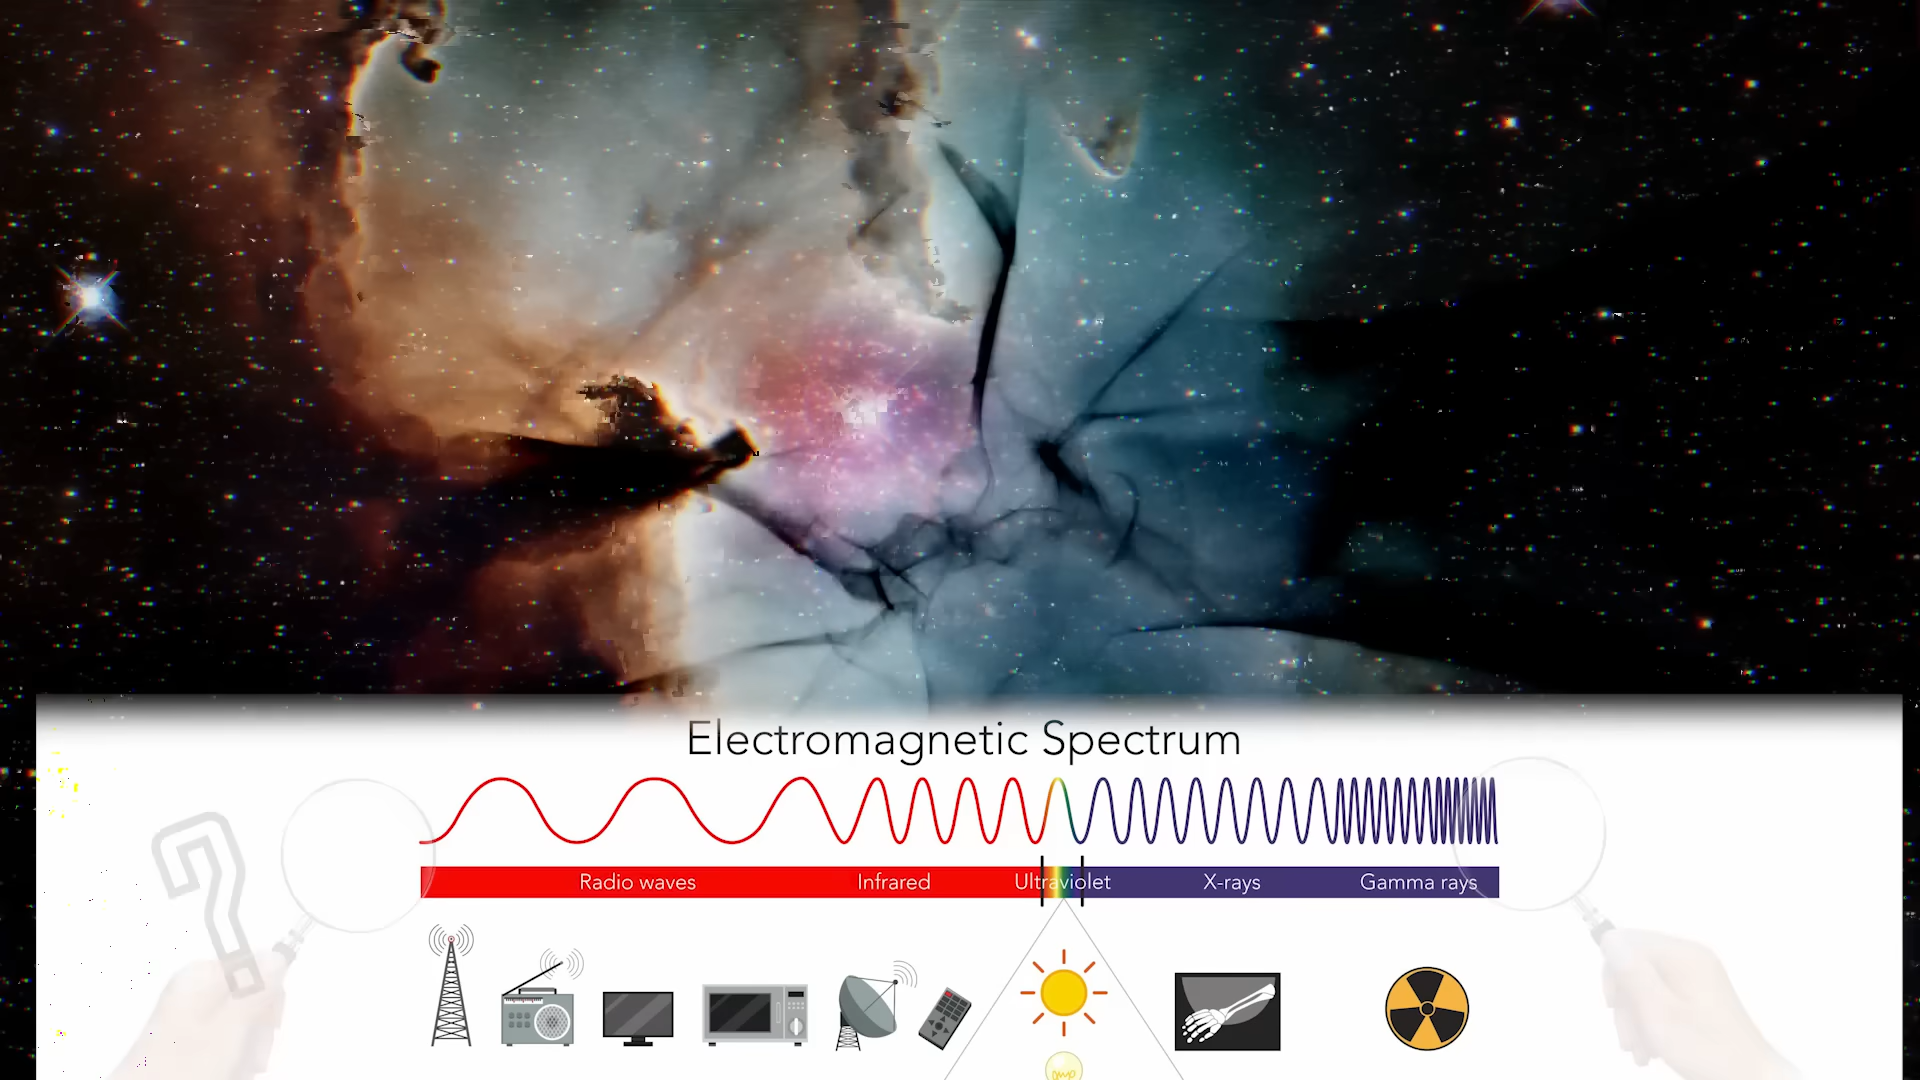 Electromagnetic Spectrum
Radio waves Infrared Ultraviolet X-rays Gamma rays